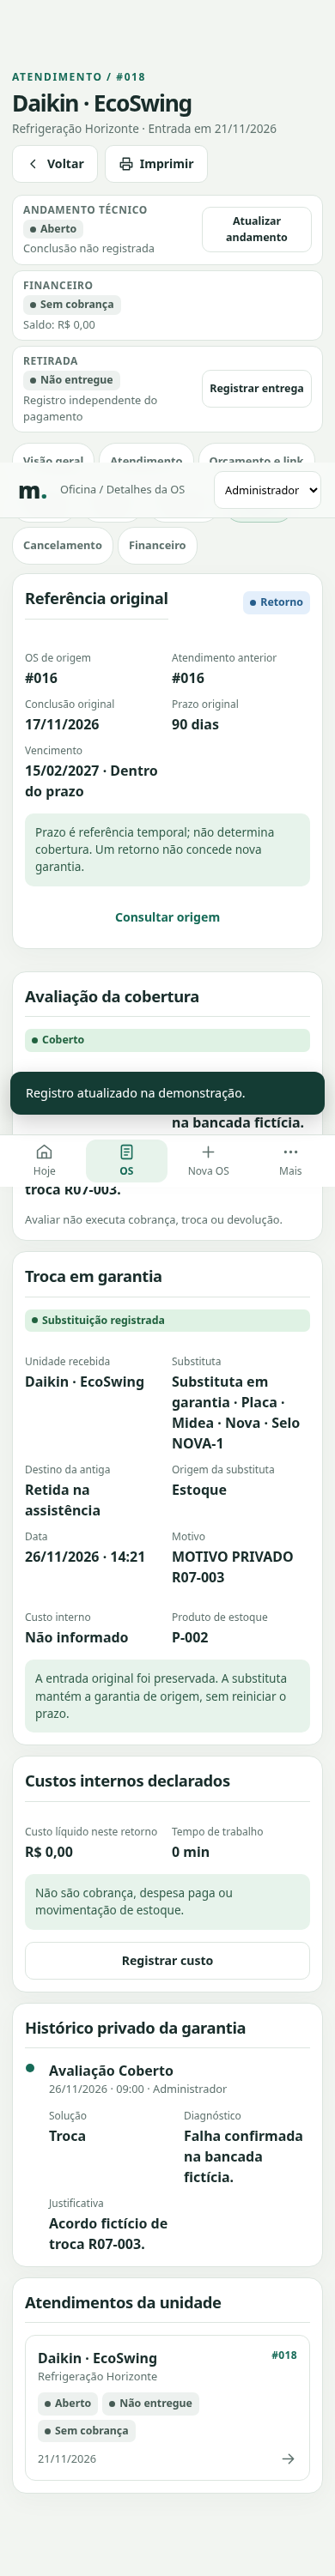 ATENDIMENTO / #018
Daikin · EcoSwing
Refrigeração Horizonte · Entrada em 21/11/2026
Voltar
Imprimir
ANDAMENTO TÉCNICO
Aberto
Conclusão não registrada
Atualizar
andamento
FINANCEIRO
Sem cobrança
Saldo: R$ 0,00
RETIRADA
Não entregue
Registro independente do
pagamento
Registrar entrega
Visão geral
Atendimento
Orçamento e link
m.
Oficina / Detalhes da OS
Administrador
Cancelamento
Financeiro
Referência original
Retorno
OS de origem
#016
Atendimento anterior
#016
Conclusão original
17/11/2026
Prazo original
90 dias
Vencimento
15/02/2027 · Dentro
do prazo
Prazo é referência temporal; não determina
cobertura. Um retorno não concede nova
garantia.
Consultar origem
Avaliação da cobertura
Coberto
Registro atualizado na demonstração.
na bancada fictícia.
Hoje
OS
Nova OS
Mais
troca R07-003.
Avaliar não executa cobrança, troca ou devolução.
Troca em garantia
Substituição registrada
Unidade recebida
Daikin · EcoSwing
Substituta
Substituta em
garantia · Placa ·
Midea · Nova · Selo
NOVA-1
Destino da antiga
Retida na
assistência
Origem da substituta
Estoque
Data
26/11/2026 · 14:21
Motivo
MOTIVO PRIVADO
R07-003
Custo interno
Não informado
Produto de estoque
P-002
A entrada original foi preservada. A substituta
mantém a garantia de origem, sem reiniciar o
prazo.
Custos internos declarados
Custo líquido neste retorno
R$ 0,00
Tempo de trabalho
0 min
Não são cobrança, despesa paga ou
movimentação de estoque.
Registrar custo
Histórico privado da garantia
Avaliação Coberto
26/11/2026 · 09:00 · Administrador
Solução
Troca
Diagnóstico
Falha confirmada
na bancada
fictícia.
Justificativa
Acordo fictício de
troca R07-003.
Atendimentos da unidade
Daikin · EcoSwing
#018
Refrigeração Horizonte
Aberto
Não entregue
Sem cobrança
21/11/2026